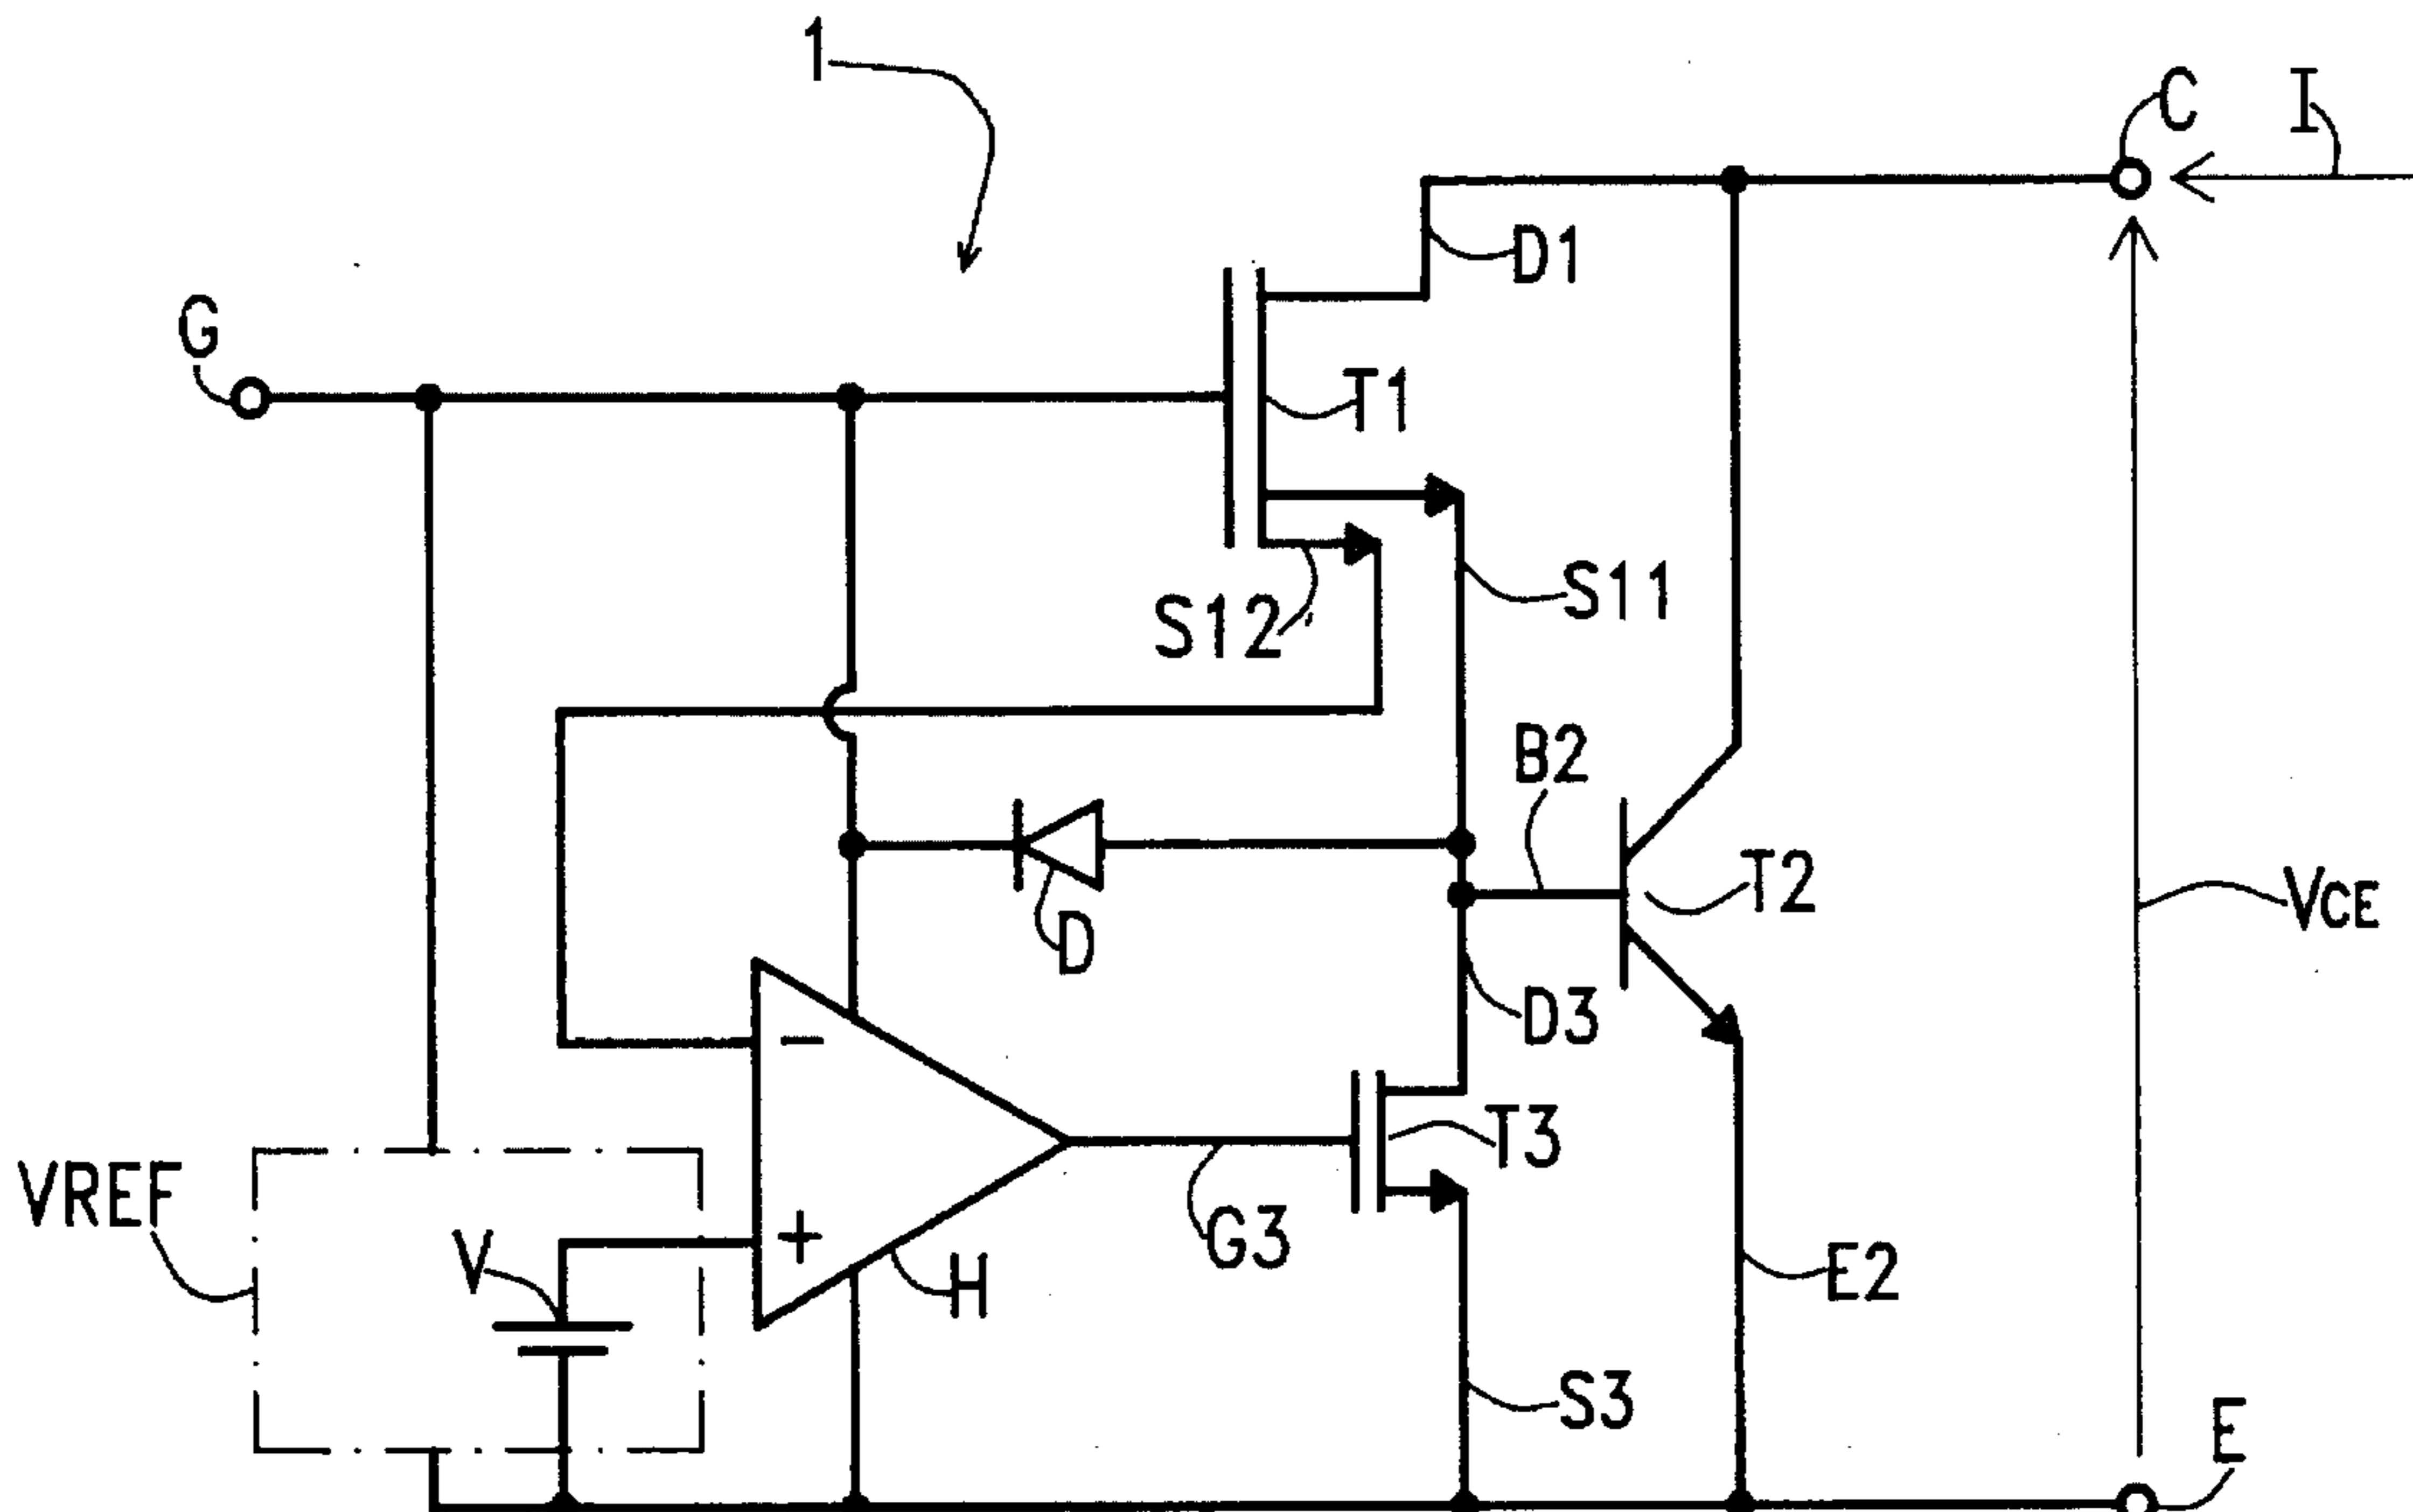 1
C
I
D1
G
T1
S11
S12
B2
T2
VCE
D
D3
−
T3
VREF
+
V
G3
H
E2
S3
E